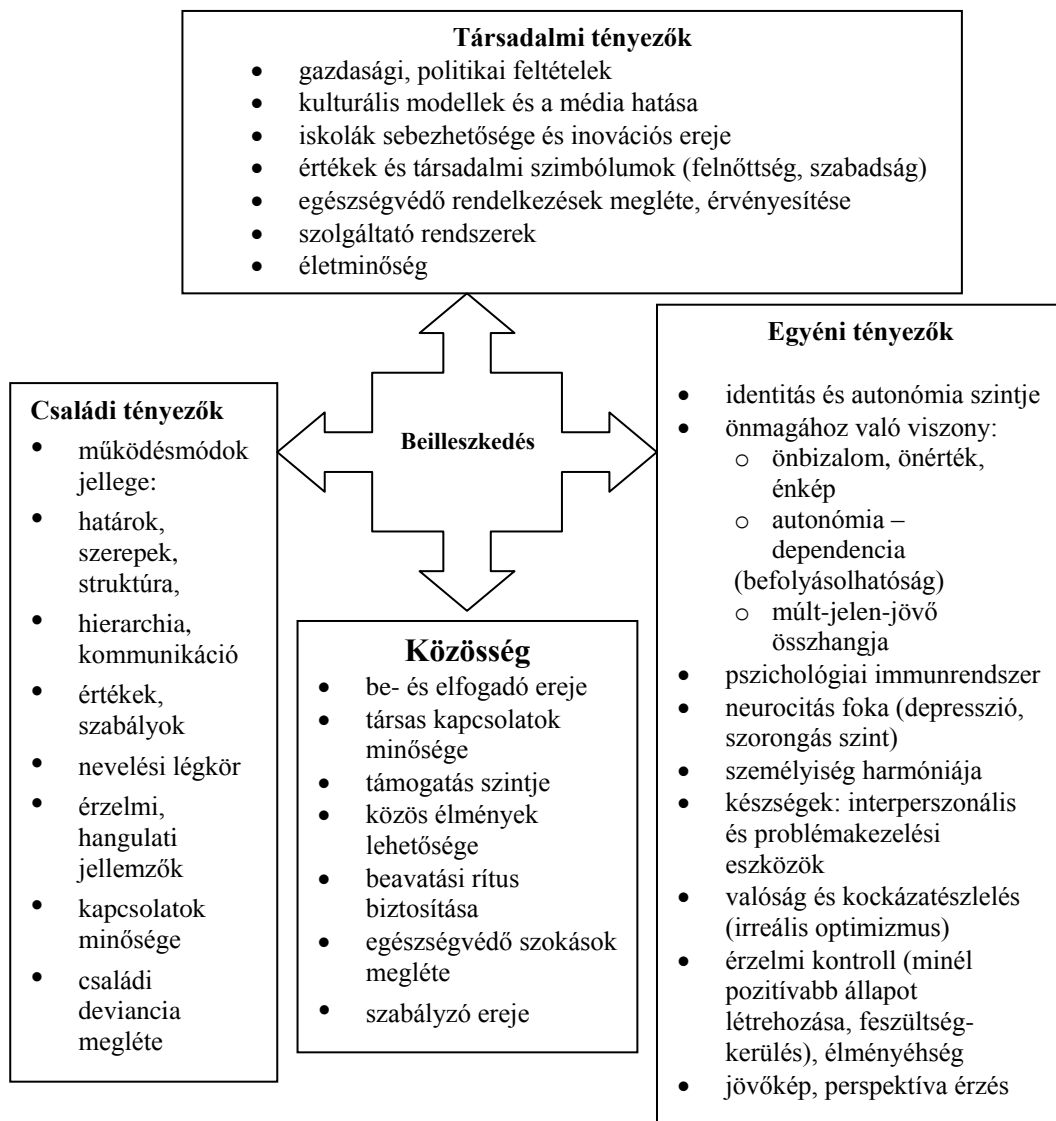 Társadalmi tényezők
• gazdasági, politikai feltételek
• kulturális modellek és a média hatása
• iskolák sebezhetősége és inovációs ereje
• értékek és társadalmi szimbólumok (felnőttség, szabadság)
• egészségvédő rendelkezések megléte, érvényesítése
• szolgáltató rendszerek
• életminőség
Családi tényezők
• működésmódok
jellege:
• határok,
szerepek,
struktúra,
• hierarchia,
kommunikáció
• értékek,
szabályok
• nevelési légkör
• érzelmi,
hangulati
jellemzők
• kapcsolatok
minősége
• családi
deviancia
megléte
Beilleszkedés
Közösség
• be- és elfogadó ereje
• társas kapcsolatok
minősége
• támogatás szintje
• közös élmények
lehetősége
• beavatási rítus
biztosítása
• egészségvédő szokások
megléte
• szabályzó ereje
Egyéni tényezők
• identitás és autonómia szintje
• önmagához való viszony:
o önbizalom, önérték,
énkép
o autonómia –
dependencia
(befolyásolhatóság)
o múlt-jelen-jövő
összhangja
• pszichológiai immunrendszer
• neurocitás foka (depresszió,
szorongás szint)
• személyiség harmóniája
• készségek: interperszonális
és problémakezelési
eszközök
• valóság és kockázatészlelés
(irreális optimizmus)
• érzelmi kontroll (minél
pozitívabb állapot
létrehozása, feszültség-
kerülés), élményéhség
• jövőkép, perspektíva érzés